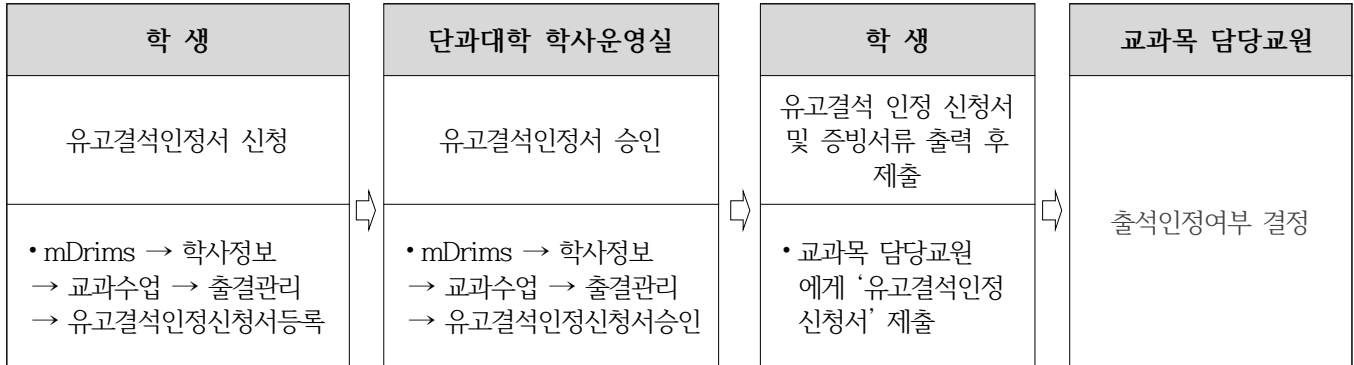 학 생
유고결석인정서 신청
• mDrims → 학사정보
→ 교과수업 → 출결관리
→ 유고결석인정신청서등록
⇨
단과대학 학사운영실
유고결석인정서 승인
• mDrims → 학사정보
→ 교과수업 → 출결관리
→ 유고결석인정신청서승인
⇨
학 생
유고결석 인정 신청서
및 증빙서류 출력 후
제출
• 교과목 담당교원
에게 ‘유고결석인정
신청서’ 제출
⇨
교과목 담당교원
출석인정여부 결정